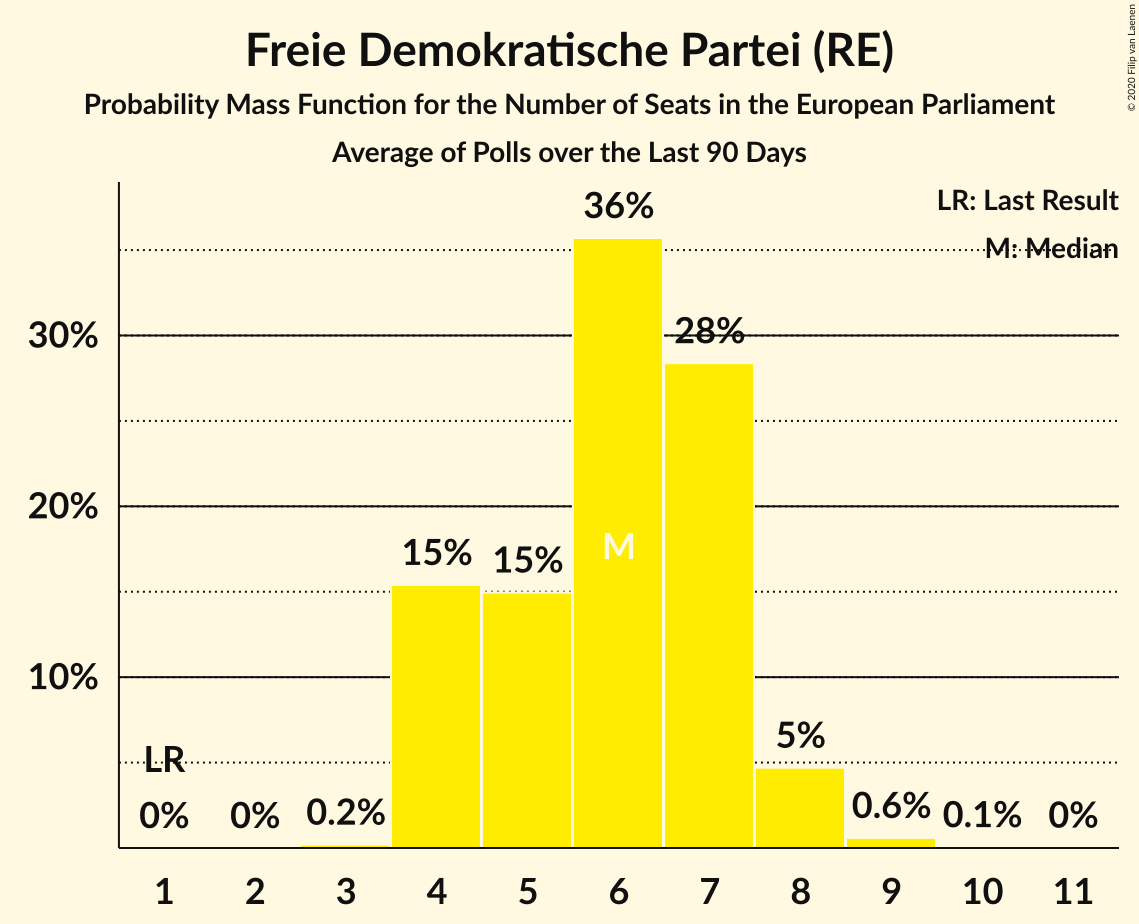 Freie Demokratische Partei (RE)
Probability Mass Function for the Number of Seats in the European Parliament
Average of Polls over the Last 90 Days
© 2020 Filip van Laenen
LR: Last Result
M: Median
36%
28%
30%
20%
M
15%
15%
10%
5%
LR
0%
0%
0.2%
0.6%
0.1%
0%
1 2 3 4 5 6 7 8 9 10 11